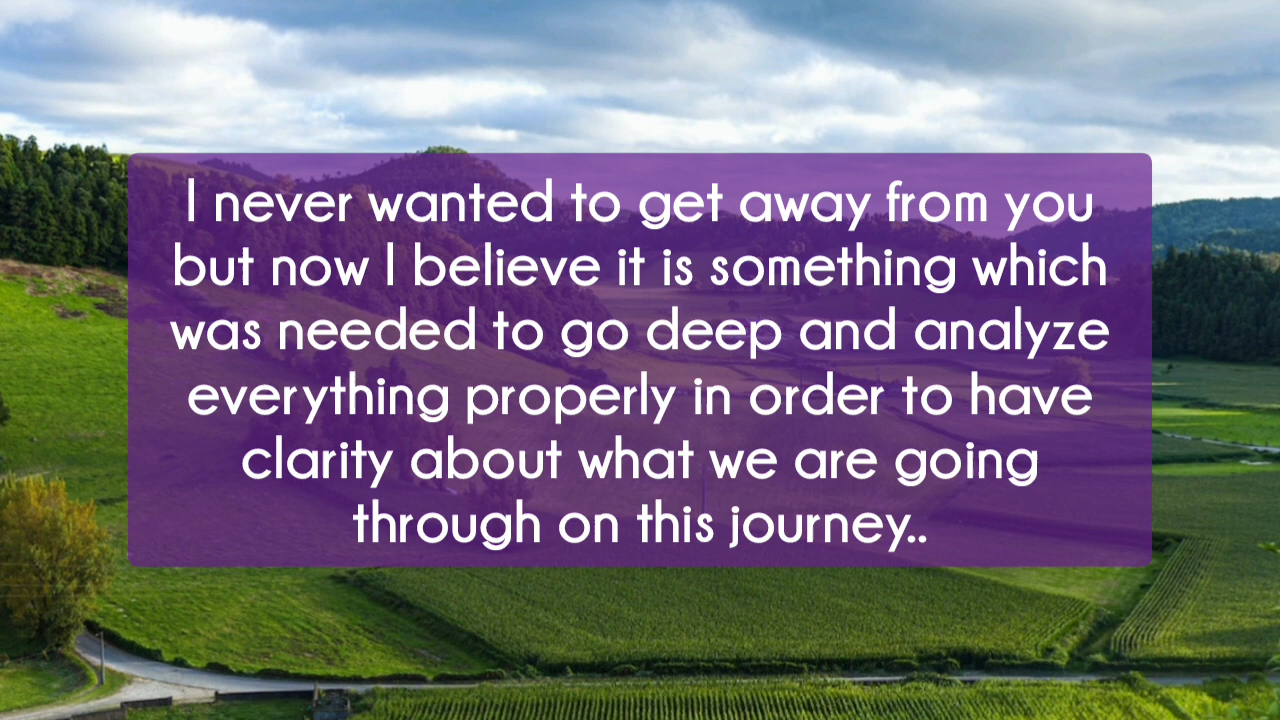 I never wanted to get away from you
but now I believe it is something which
was needed to go deep and analyze
everything properly in order to have
clarity about what we are going
through on this journey..